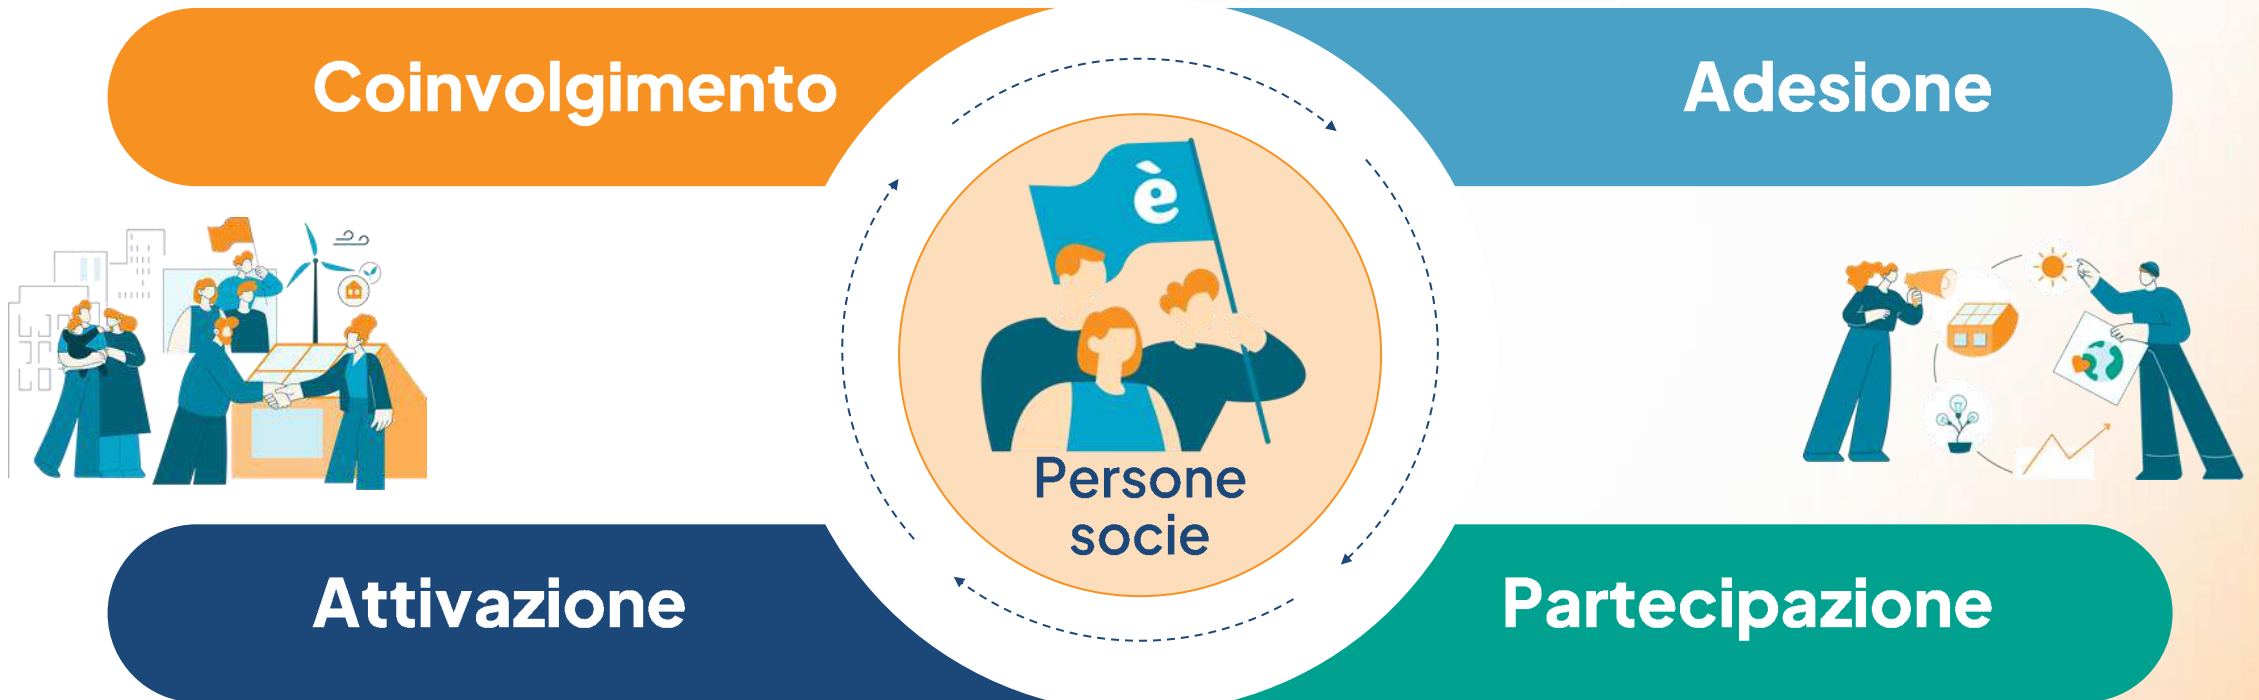 Coinvolgimento
Adesione
è
Persone
socie
Attivazione
Partecipazione